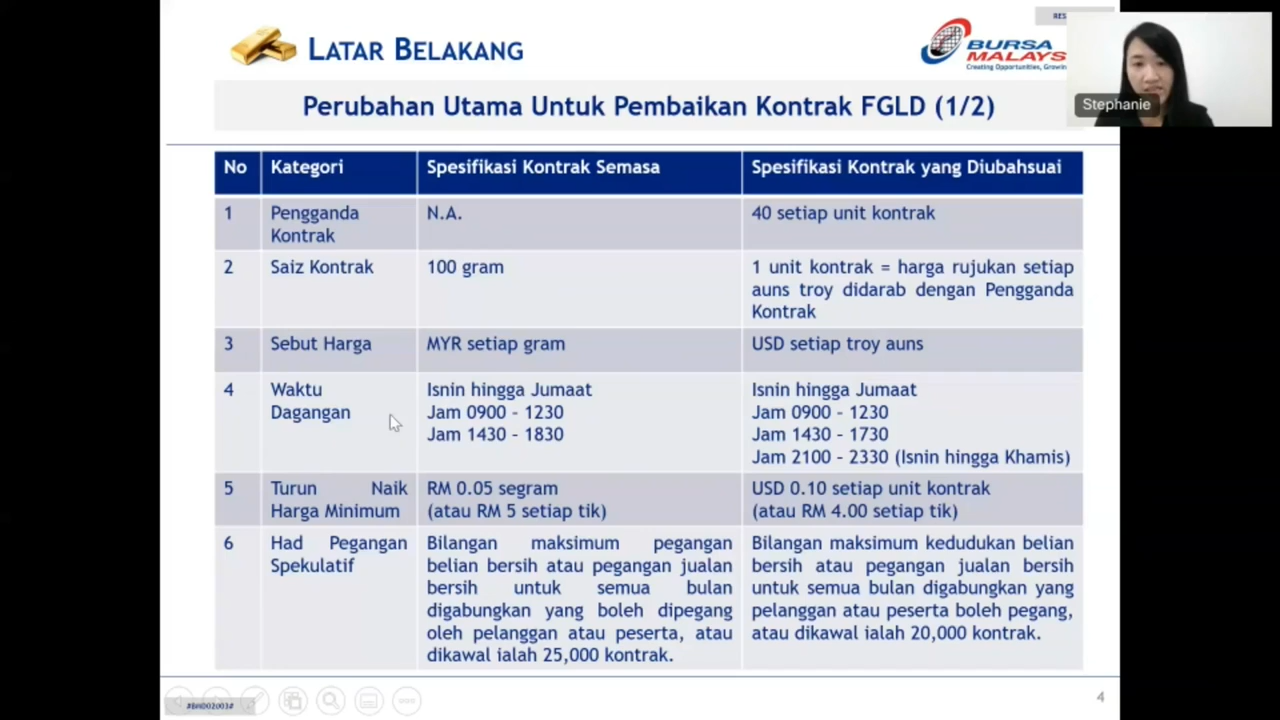 LATAR BELAKANG
RES
BURSA
MALAYS
Creating Opportunities, Growin
Stephanie
Perubahan Utama Untuk Pembaikan Kontrak FGLD (1/2)
No Kategori Spesifikasi Kontrak Semasa Spesifikasi Kontrak yang Diubahsuai
1 Pengganda Kontrak N.A. 40 setiap unit kontrak
2 Saiz Kontrak 100 gram 1 unit kontrak = harga rujukan setiap
auns troy didarab dengan Pengganda
Kontrak
3 Sebut Harga MYR setiap gram USD setiap troy auns
4 Waktu
Dagangan
Isnin hingga Jumaat
Jam 0900 - 1230
Jam 1430 - 1830
Isnin hingga Jumaat
Jam 0900 - 1230
Jam 1430 - 1730
Jam 2100 - 2330 (Isnin hingga Khamis)
5 Turun Naik
Harga Minimum
RM 0.05 segram
(atau RM 5 setiap tik)
USD 0.10 setiap unit kontrak
(atau RM 4.00 setiap tik)
6 Had Pegangan
Spekulatif
Bilangan maksimum pegangan
belian bersih atau pegangan jualan
bersih untuk semua bulan
digabungkan yang boleh dipegang
oleh pelanggan atau peserta, atau
dikawal ialah 25,000 kontrak.
Bilangan maksimum kedudukan belian
bersih atau pegangan jualan bersih
untuk semua bulan digabungkan yang
pelanggan atau peserta boleh pegang,
atau dikawal ialah 20,000 kontrak.
#BM002003#
4